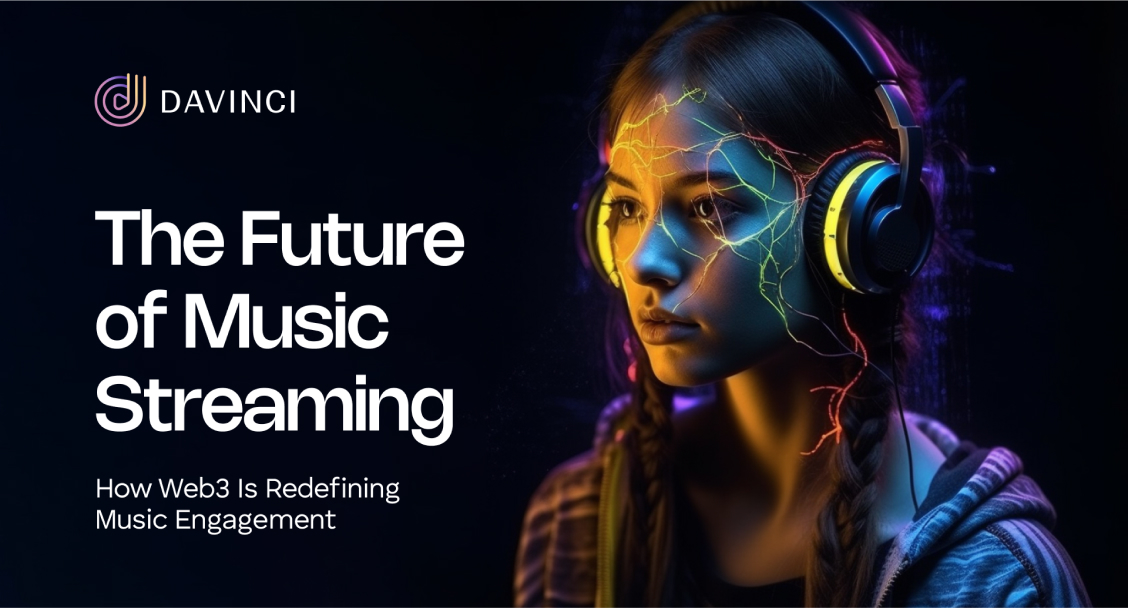 DAVINCI
The Future
of Music
Streaming
How Web3 Is Redefining
Music Engagement